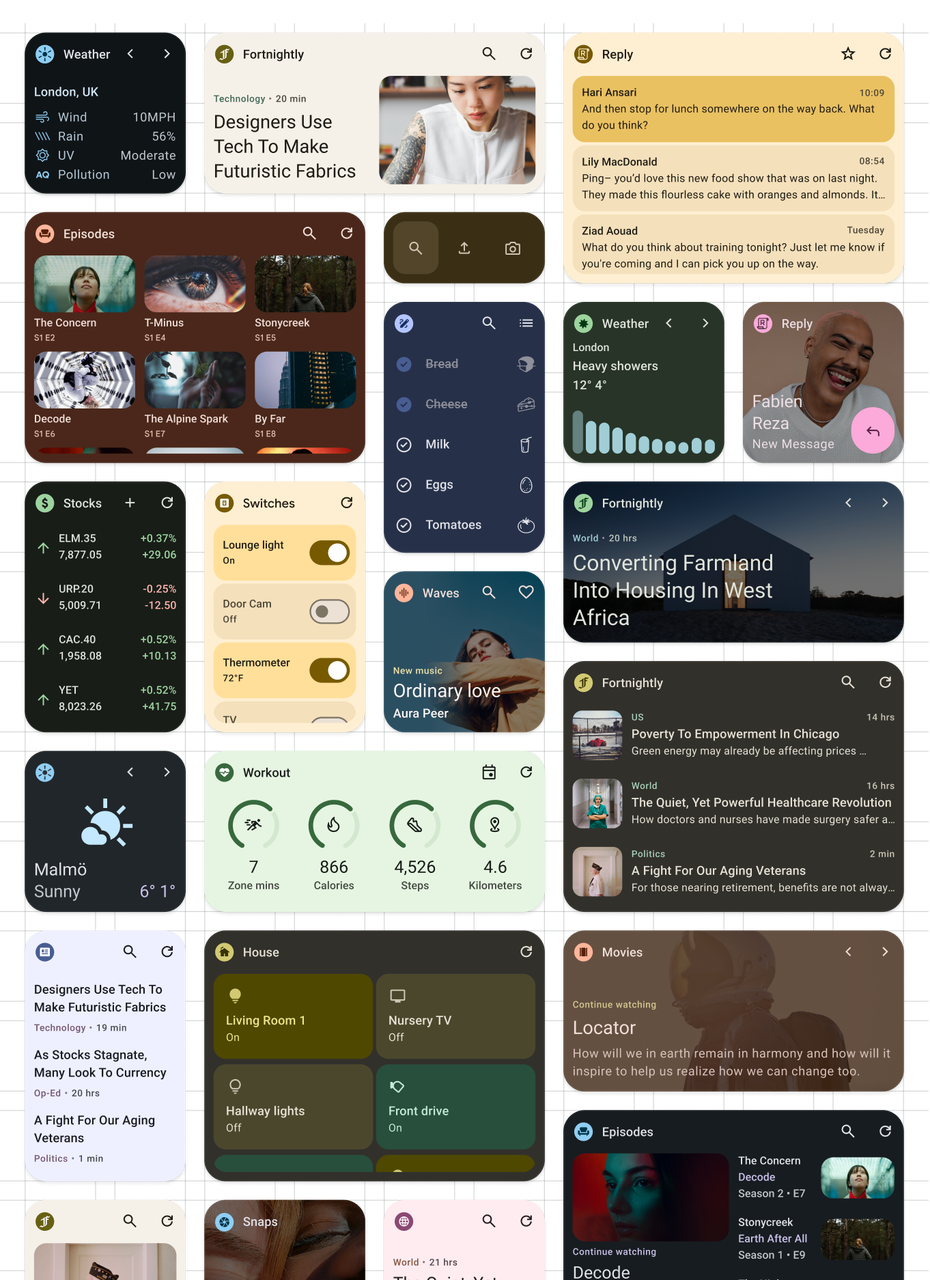 Weather
London, UK
Wind 10MPH
Rain 56%
UV Moderate
AQ Pollution Low
Fortnightly
Technology • 20 min
Designers Use
Tech To Make
Futuristic Fabrics
Reply
Hari Ansari 10:09
And then stop for lunch somewhere on the way back. What
do you think?
Lily MacDonald 08:54
Ping– you’d love this new food show that was on last night.
They made this flourless cake with oranges and almonds. It…
Ziad Aouad Tuesday
What do you think about training tonight? Just let me know if
you're coming and I can pick you up on the way.
Episodes
The Concern
S1 E2
T-Minus
S1 E4
Stonycreek
S1 E5
Decode
S1 E6
The Alpine Spark
S1 E7
By Far
S1 E8
Bread
Cheese
Milk
Eggs
Tomatoes
Weather
London
Heavy showers
12° 4°
Reply
Fabien
Reza
New Message
Stocks
ELM.35 +0.37%
7,877.05 +29.06
URP.20 -0.25%
5,009.71 -12.50
CAC.40 +0.52%
1,958.08 +10.13
YET +0.52%
8,023.26 +41.75
Switches
Lounge light
On
Door Cam
Off
Thermometer
72°F
TV
Waves
New music
Ordinary love
Aura Peer
Fortnightly
World • 20 hrs
Converting Farmland
Into Housing In West
Africa
Fortnightly
US 14 hrs
Poverty To Empowerment In Chicago
Green energy may already be affecting prices …
World 16 hrs
The Quiet, Yet Powerful Healthcare Revolution
How doctors and nurses have made surgery safer a…
Politics 2 min
A Fight For Our Aging Veterans
For those nearing retirement, benefits are not alway…
Malmö
Sunny 6° 1°
Workout
7
Zone mins
866
Calories
4,526
Steps
4.6
Kilometers
Designers Use Tech To
Make Futuristic Fabrics
Technology • 19 min
As Stocks Stagnate,
Many Look To Currency
Op-Ed • 20 hrs
A Fight For Our Aging
Veterans
Politics • 1 min
House
Living Room 1
On
Nursery TV
Off
Hallway lights
Off
Front drive
On
Movies
Continue watching
Locator
How will we in earth remain in harmony and how will it
inspire to help us realize how we can change too.
Episodes
Continue watching
Decode
The Concern
Decode
Season 2 • E7
Stonycreek
Earth After All
Season 1 • E9
Snaps
World • 21 hrs